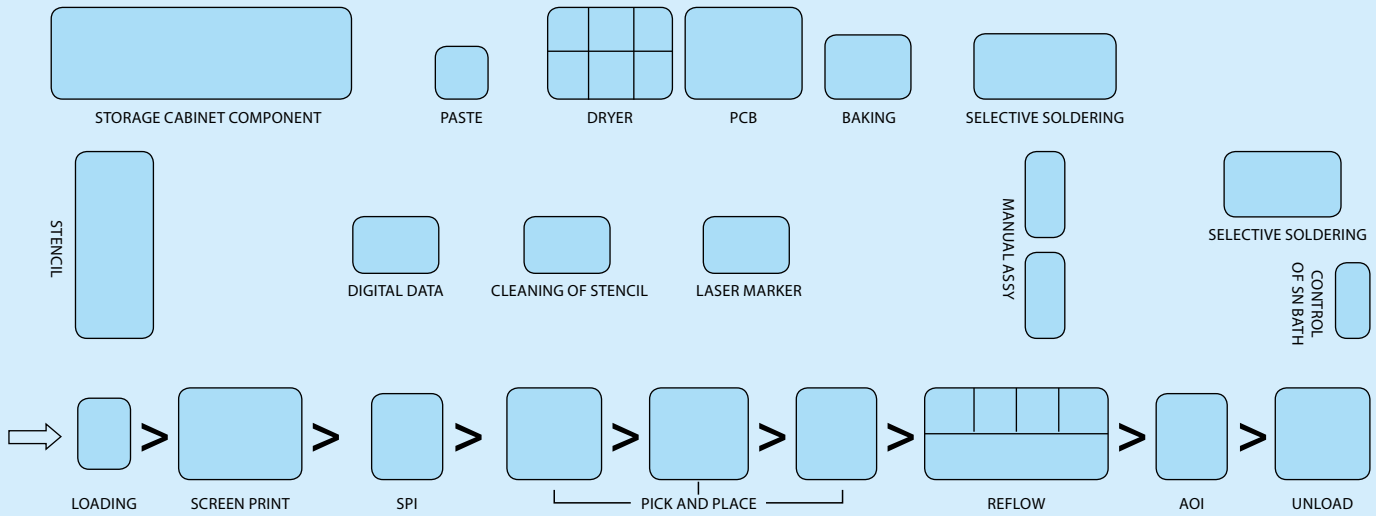 STORAGE CABINET COMPONENT
PASTE
DRYER
PCB
BAKING
SELECTIVE SOLDERING
STENCIL
DIGITAL DATA
CLEANING OF STENCIL
LASER MARKER
MANUAL ASSY
SELECTIVE SOLDERING
CONTROL
OF SN BATH
> > > > > > > >
LOADING
SCREEN PRINT
SPI
PICK AND PLACE
REFLOW
AOI
UNLOAD